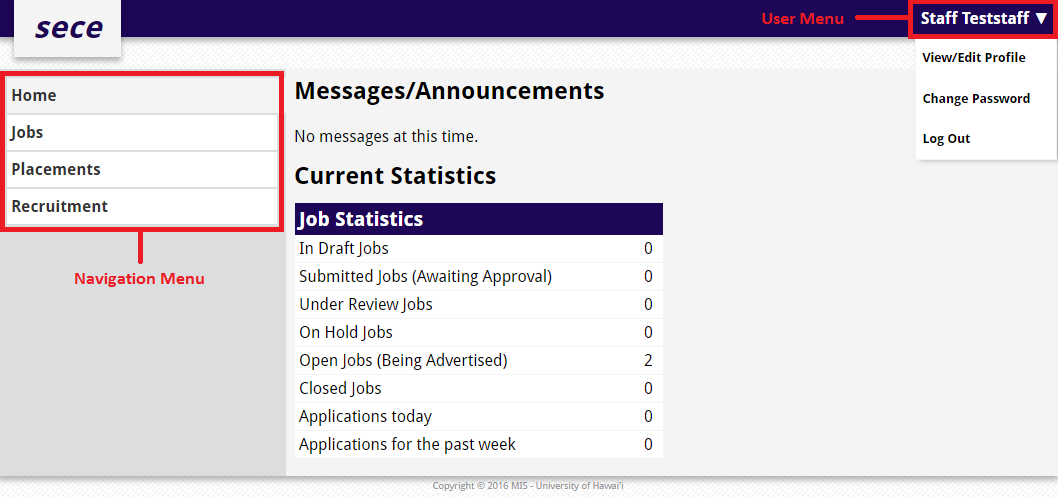 sece
User Menu
Staff Teststaff ▼
View/Edit Profile
Change Password
Log Out
Home
Jobs
Placements
Recruitment
Navigation Menu
Messages/Announcements
No messages at this time.
Current Statistics
Job Statistics
In Draft Jobs 0
Submitted Jobs (Awaiting Approval) 0
Under Review Jobs 0
On Hold Jobs 0
Open Jobs (Being Advertised) 2
Closed Jobs 0
Applications today 0
Applications for the past week 0
Copyright © 2016 MIS - University of Hawai'i